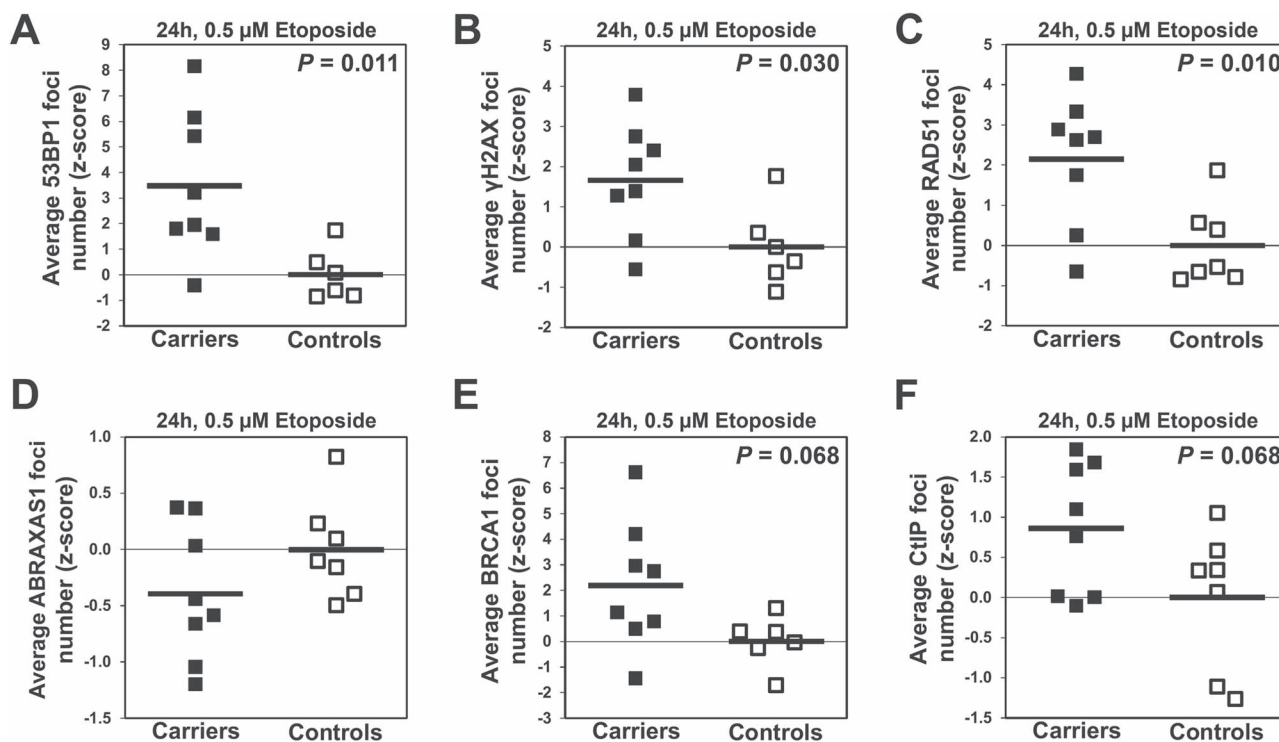 A
24h, 0.5 µM Etoposide
P = 0.011
Average 53BP1 foci
number (z-score)
9
8
7
6
5
4
3
2
1
0
-1
-2
Carriers
Controls
B
24h, 0.5 µM Etoposide
P = 0.030
Average γH2AX foci
number (z-score)
5
4
3
2
1
0
-1
-2
Carriers
Controls
C
24h, 0.5 µM Etoposide
P = 0.010
Average RAD51 foci
number (z-score)
5
4
3
2
1
0
-1
-2
Carriers
Controls
D
24h, 0.5 µM Etoposide
Average ABRAXAS1 foci
number (z-score)
1.0
0.5
0.0
-0.5
-1.0
-1.5
Carriers
Controls
E
24h, 0.5 µM Etoposide
P = 0.068
Average BRCA1 foci
number (z-score)
8
7
6
5
4
3
2
1
0
-1
-2
-3
Carriers
Controls
F
24h, 0.5 µM Etoposide
P = 0.068
Average CtIP foci
number (z-score)
2.0
1.5
1.0
0.5
0.0
-0.5
-1.0
-1.5
Carriers
Controls